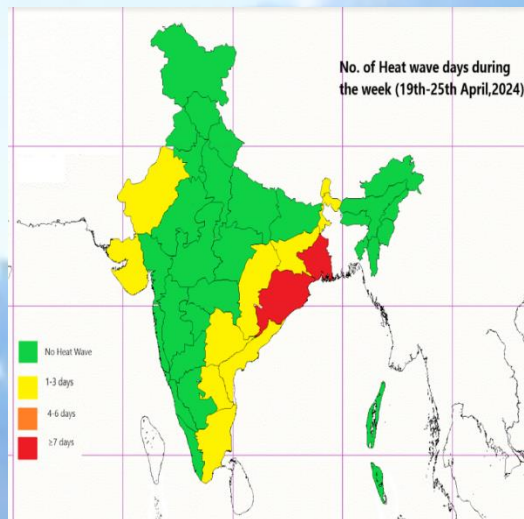 No. of Heat wave days during
the week (19th-25th April,2024)
No Heat Wave
1-3 days
4-6 days
≥7 days